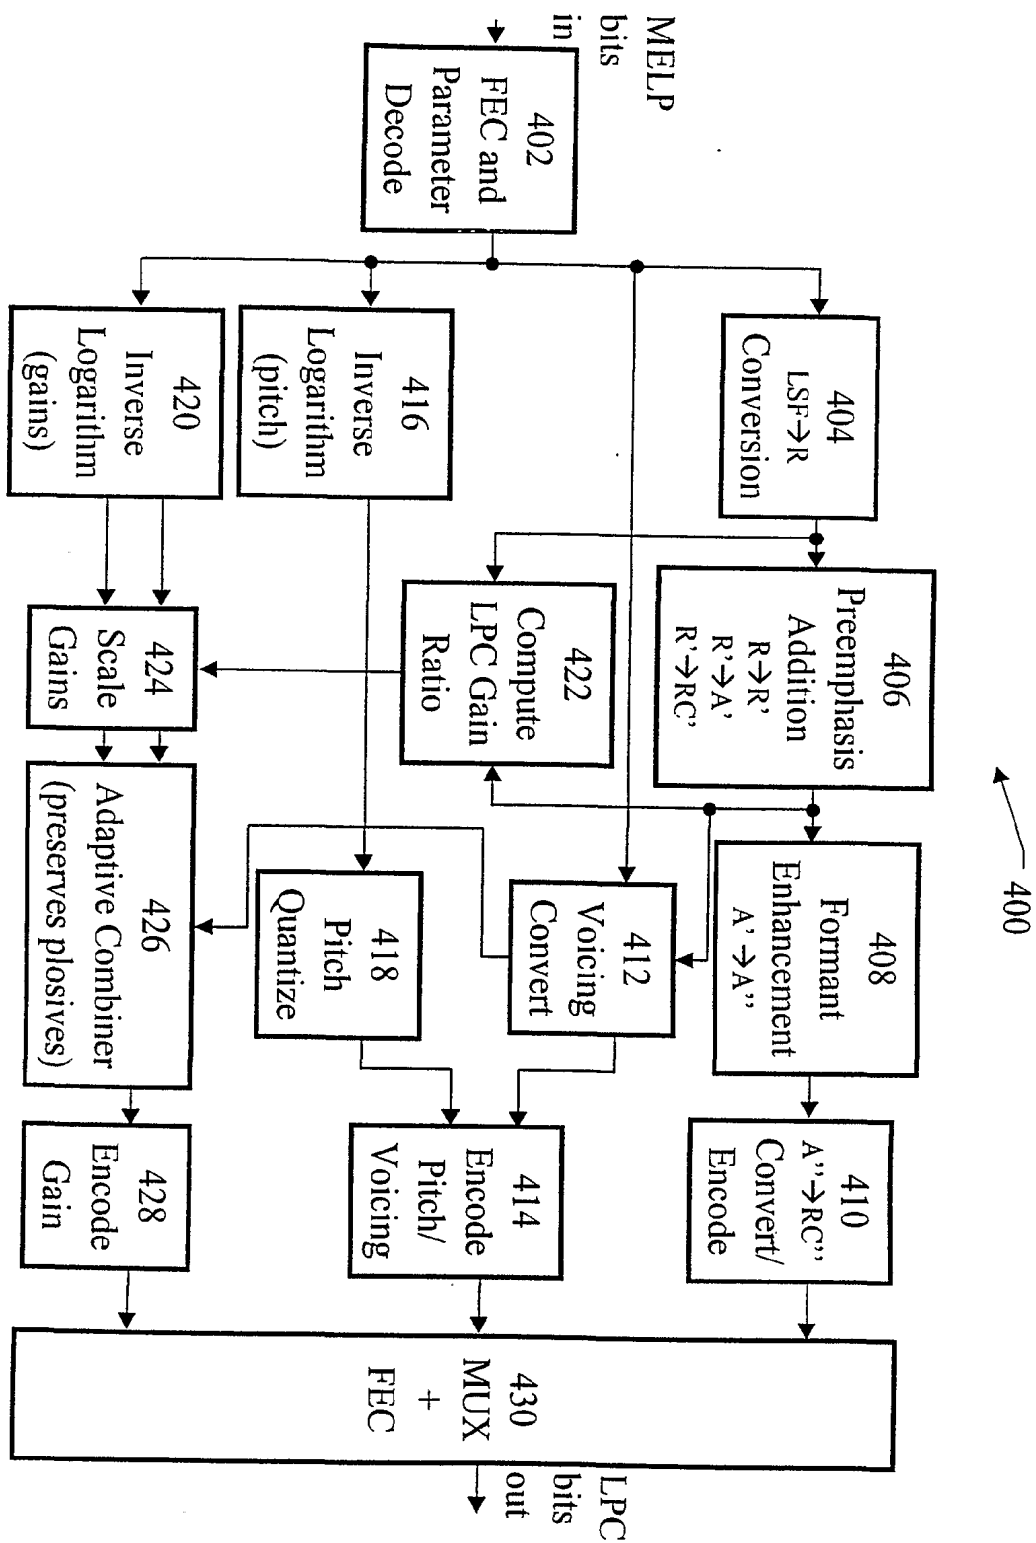 400
MELP
bits
in
402
FEC and
Parameter
Decode
404
LSF→R
Conversion
406
Preemphasis
Addition
R→R'
R'→A'
R'→RC'
408
Formant
Enhancement
A'→A''
410
A''→RC''
Convert/
Encode
412
Voicing
Convert
422
Compute
LPC Gain
Ratio
414
Encode
Pitch/
Voicing
416
Inverse
Logarithm
(pitch)
418
Pitch
Quantize
420
Inverse
Logarithm
(gains)
424
Scale
Gains
426
Adaptive Combiner
(preserves plosives)
428
Encode
Gain
430
MUX
+
FEC
LPC
bits
out